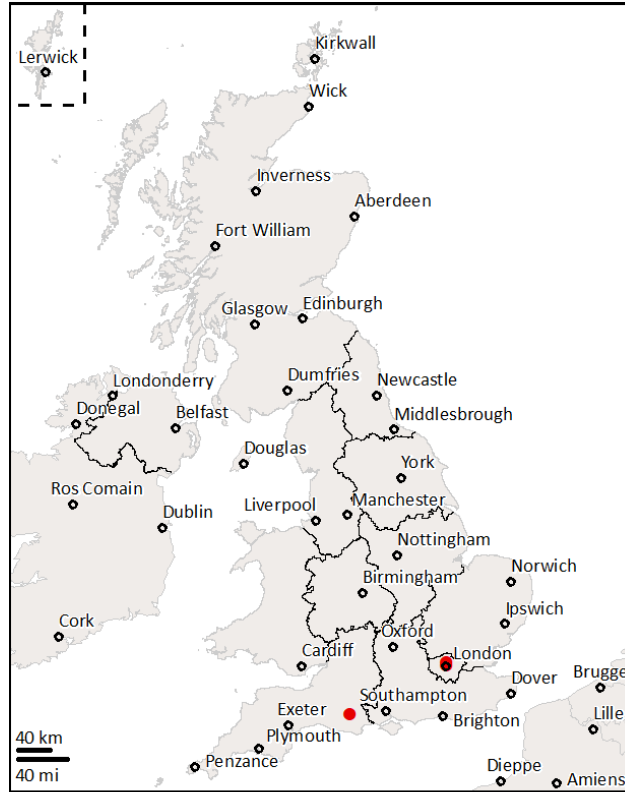 Kirkwall
Lerwick
Wick
Inverness
Aberdeen
Fort William
Glasgow
Edinburgh
Londonderry
Dumfries
Newcastle
Donegal
Belfast
Middlesbrough
Douglas
York
Ros Comain
Liverpool
Manchester
Dublin
Nottingham
Birmingham
Norwich
Ipswich
Cork
Oxford
Cardiff
London
Dover
Brugge
Southampton
Exeter
Brighton
Lille
Plymouth
40 km
Penzance
40 mi
Dieppe
Amiens